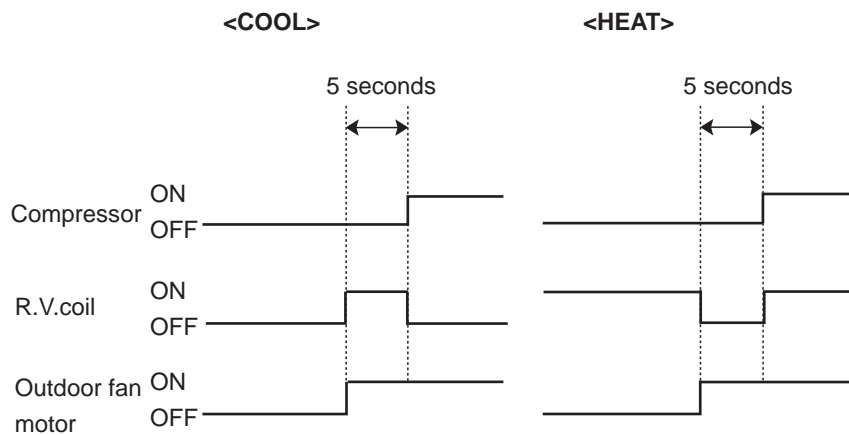 <COOL> <HEAT>
5 seconds 5 seconds
ON
Compressor
OFF
ON
R.V.coil
OFF
Outdoor fan ON
motor OFF